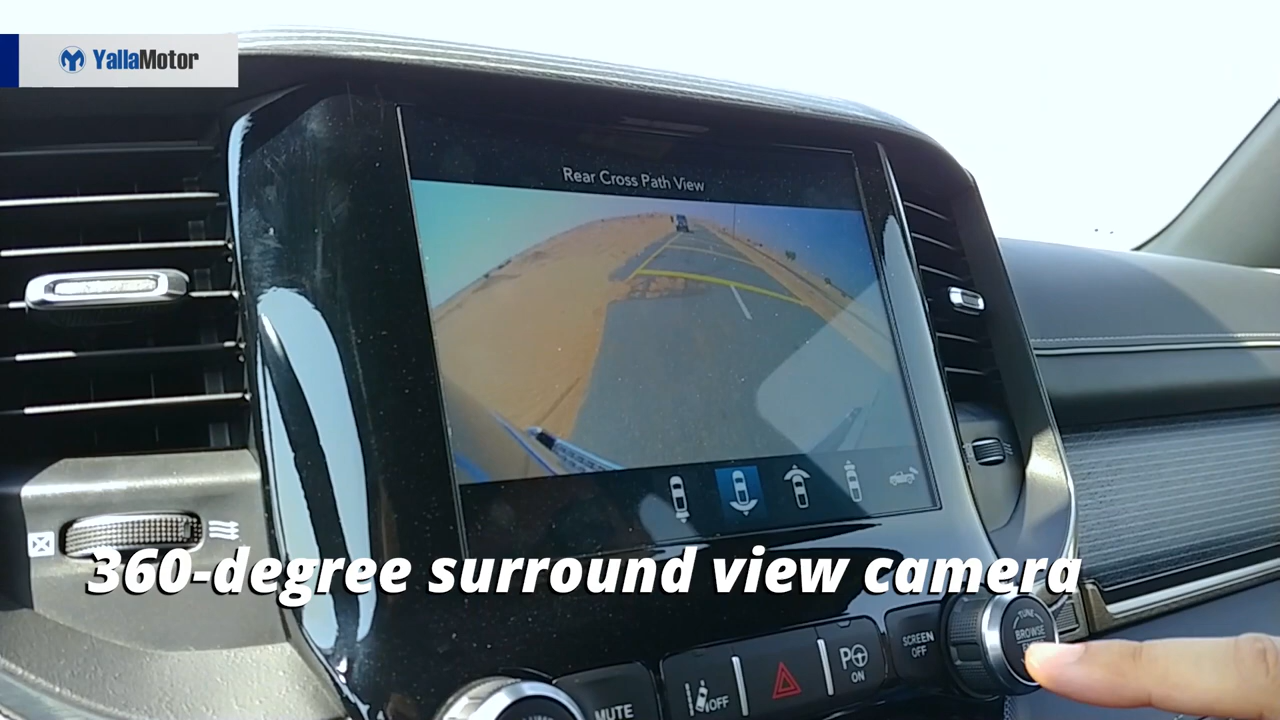 YallaMotor
Rear Cross Path View
360-degree surround view camera
MUTE
OFF
P
ON
SCREEN
OFF
TUNE
BROWSE